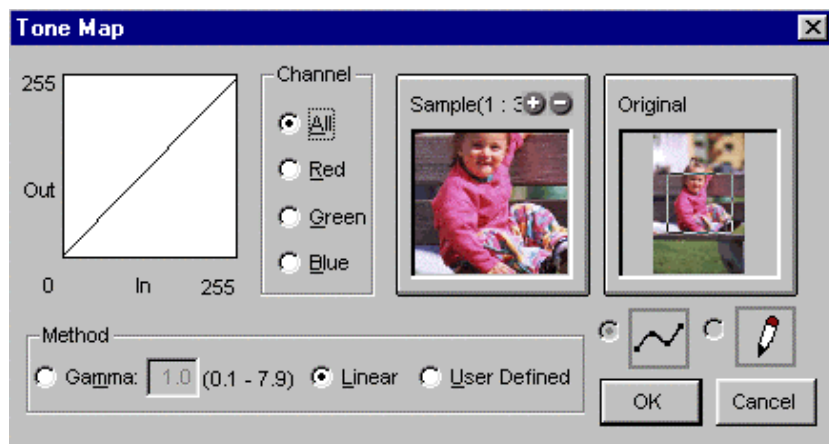 Tone Map
255
Out
0 In 255
Channel
All
Red
Green
Blue
Sample(1 : 3
Original
Method
Gamma: 1.0 (0.1 - 7.9) Linear User Defined
OK Cancel